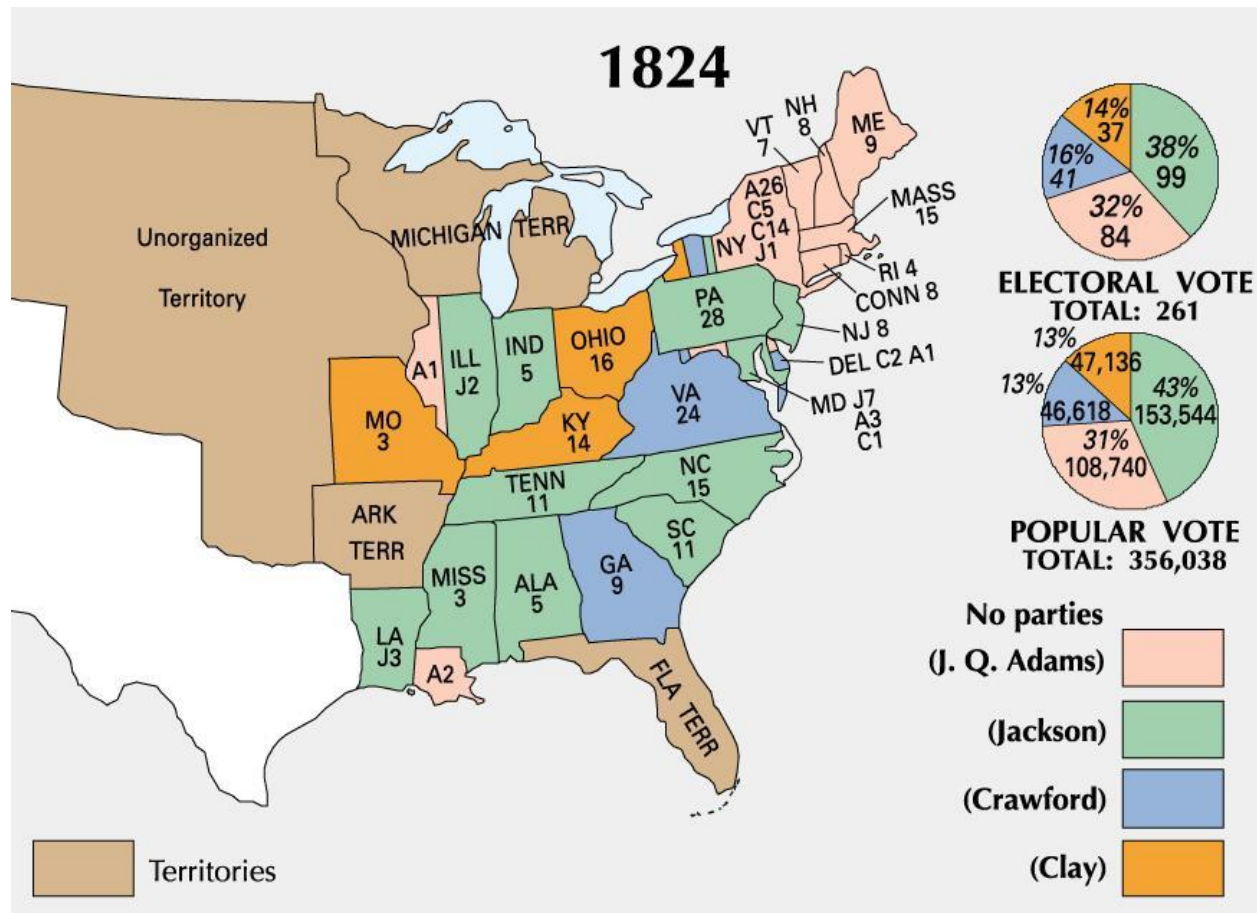 1824
Unorganized
Territory
MICHIGAN TERR
VT
7
NH
8
ME
9
MASS
15
A26
C5
C14
NY J1
RI 4
CONN 8
PA
28
NJ 8
DEL C2 A1
MD J7
A3
C1
A1
ILL
J2
IND
5
OHIO
16
MO
3
KY
14
VA
24
TENN
11
NC
15
ARK
TERR
SC
11
MISS
3
ALA
5
GA
9
LA
J3
A2
FLA TERR
Territories
14%
37
38%
99
16%
41
32%
84
ELECTORAL VOTE
TOTAL: 261
13%
47,136
43%
153,544
13%
46,618
31%
108,740
POPULAR VOTE
TOTAL: 356,038
No parties
(J. Q. Adams)
(Jackson)
(Crawford)
(Clay)